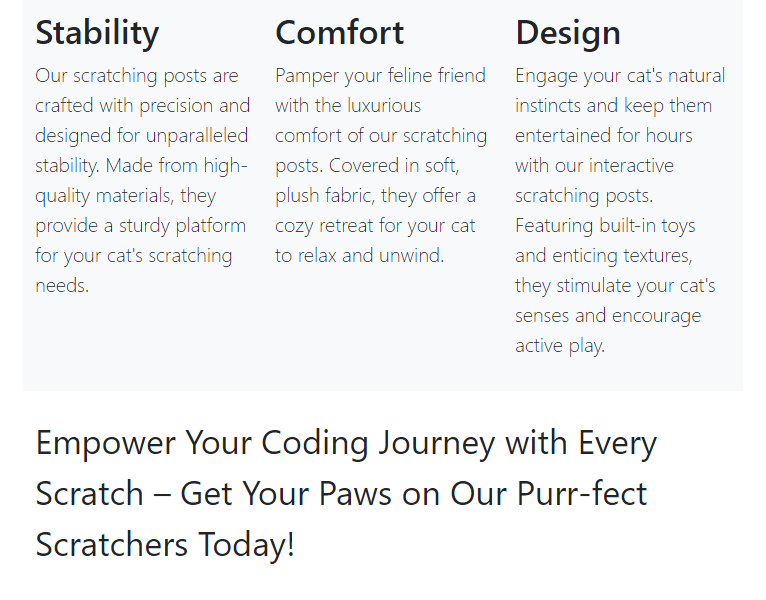 Stability
Our scratching posts are
crafted with precision and
designed for unparalleled
stability. Made from high-
quality materials, they
provide a sturdy platform
for your cat's scratching
needs.
Comfort
Pamper your feline friend
with the luxurious
comfort of our scratching
posts. Covered in soft,
plush fabric, they offer a
cozy retreat for your cat
to relax and unwind.
Design
Engage your cat's natural
instincts and keep them
entertained for hours
with our interactive
scratching posts.
Featuring built-in toys
and enticing textures,
they stimulate your cat's
senses and encourage
active play.
Empower Your Coding Journey with Every
Scratch – Get Your Paws on Our Purr-fect
Scratchers Today!